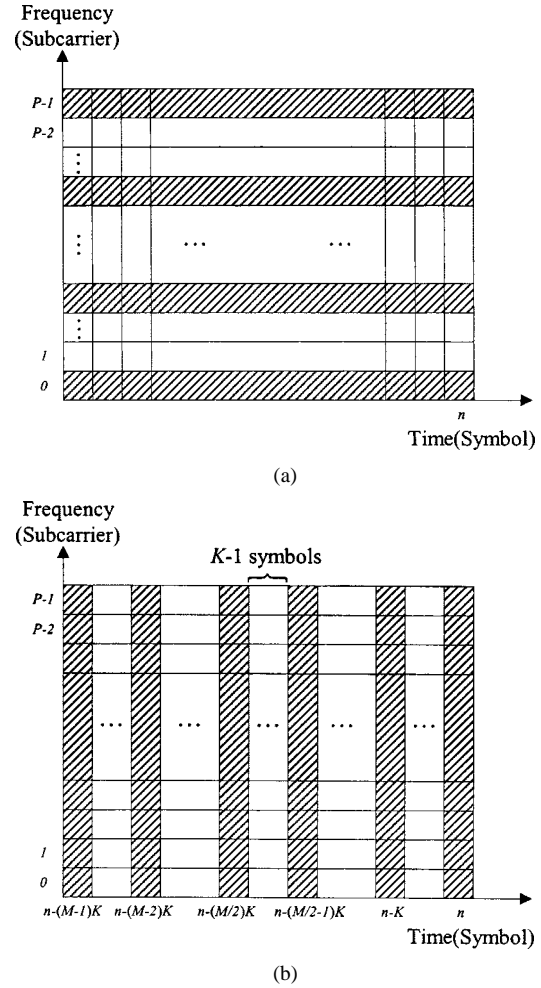 Frequency
(Subcarrier)
P-1
P-2
⋮
⋮ ... ...
⋮
1
0
n
Time(Symbol)
(a)
Frequency
(Subcarrier)
K-1 symbols
P-1
P-2
... ... ... ... ...
1
0
n-(M-1)K n-(M-2)K n-(M/2)K n-(M/2-1)K n-K n
Time(Symbol)
(b)